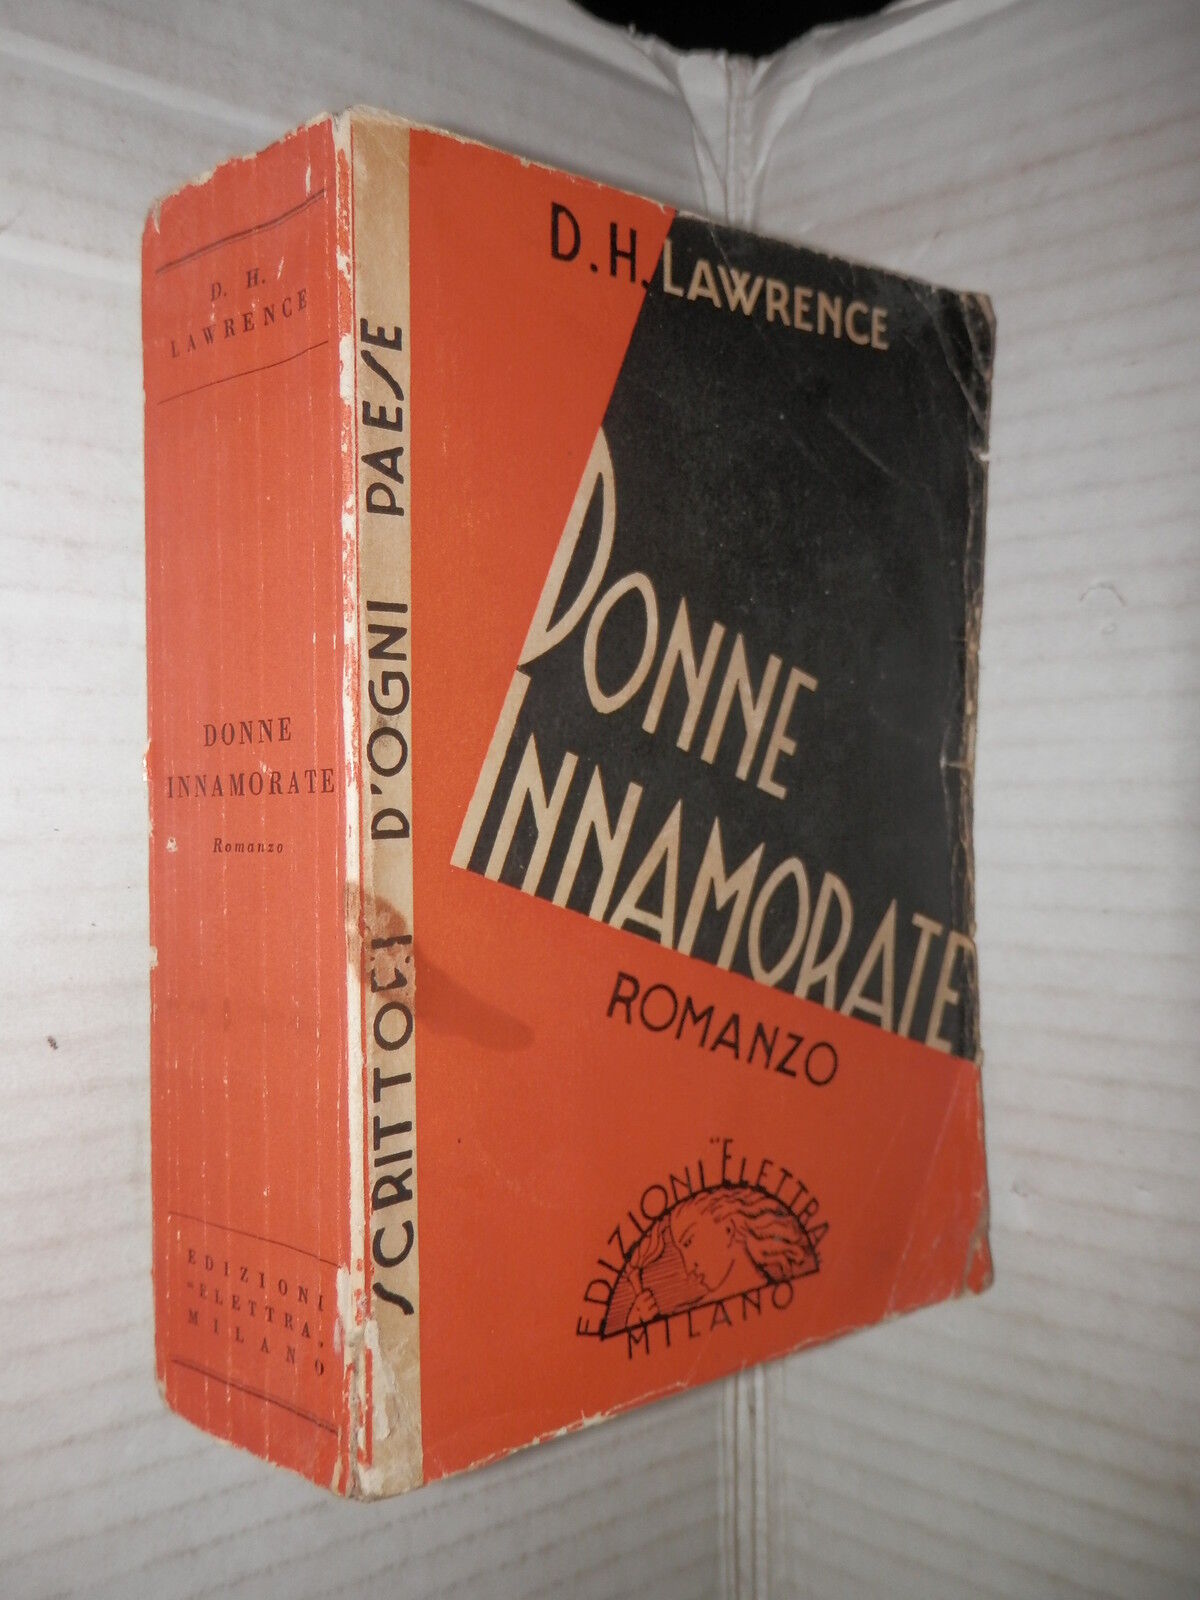 D. H.
LAWRENCE
DONNE
INNAMORATE
Romanzo
EDIZIONI
"ELETTRA,
MILANO
SCRITTORI D'OGNI PAESE
D. H. LAWRENCE
DONNE
INNAMORATE
ROMANZO
EDIZIONI "ELETTRA
MILANO